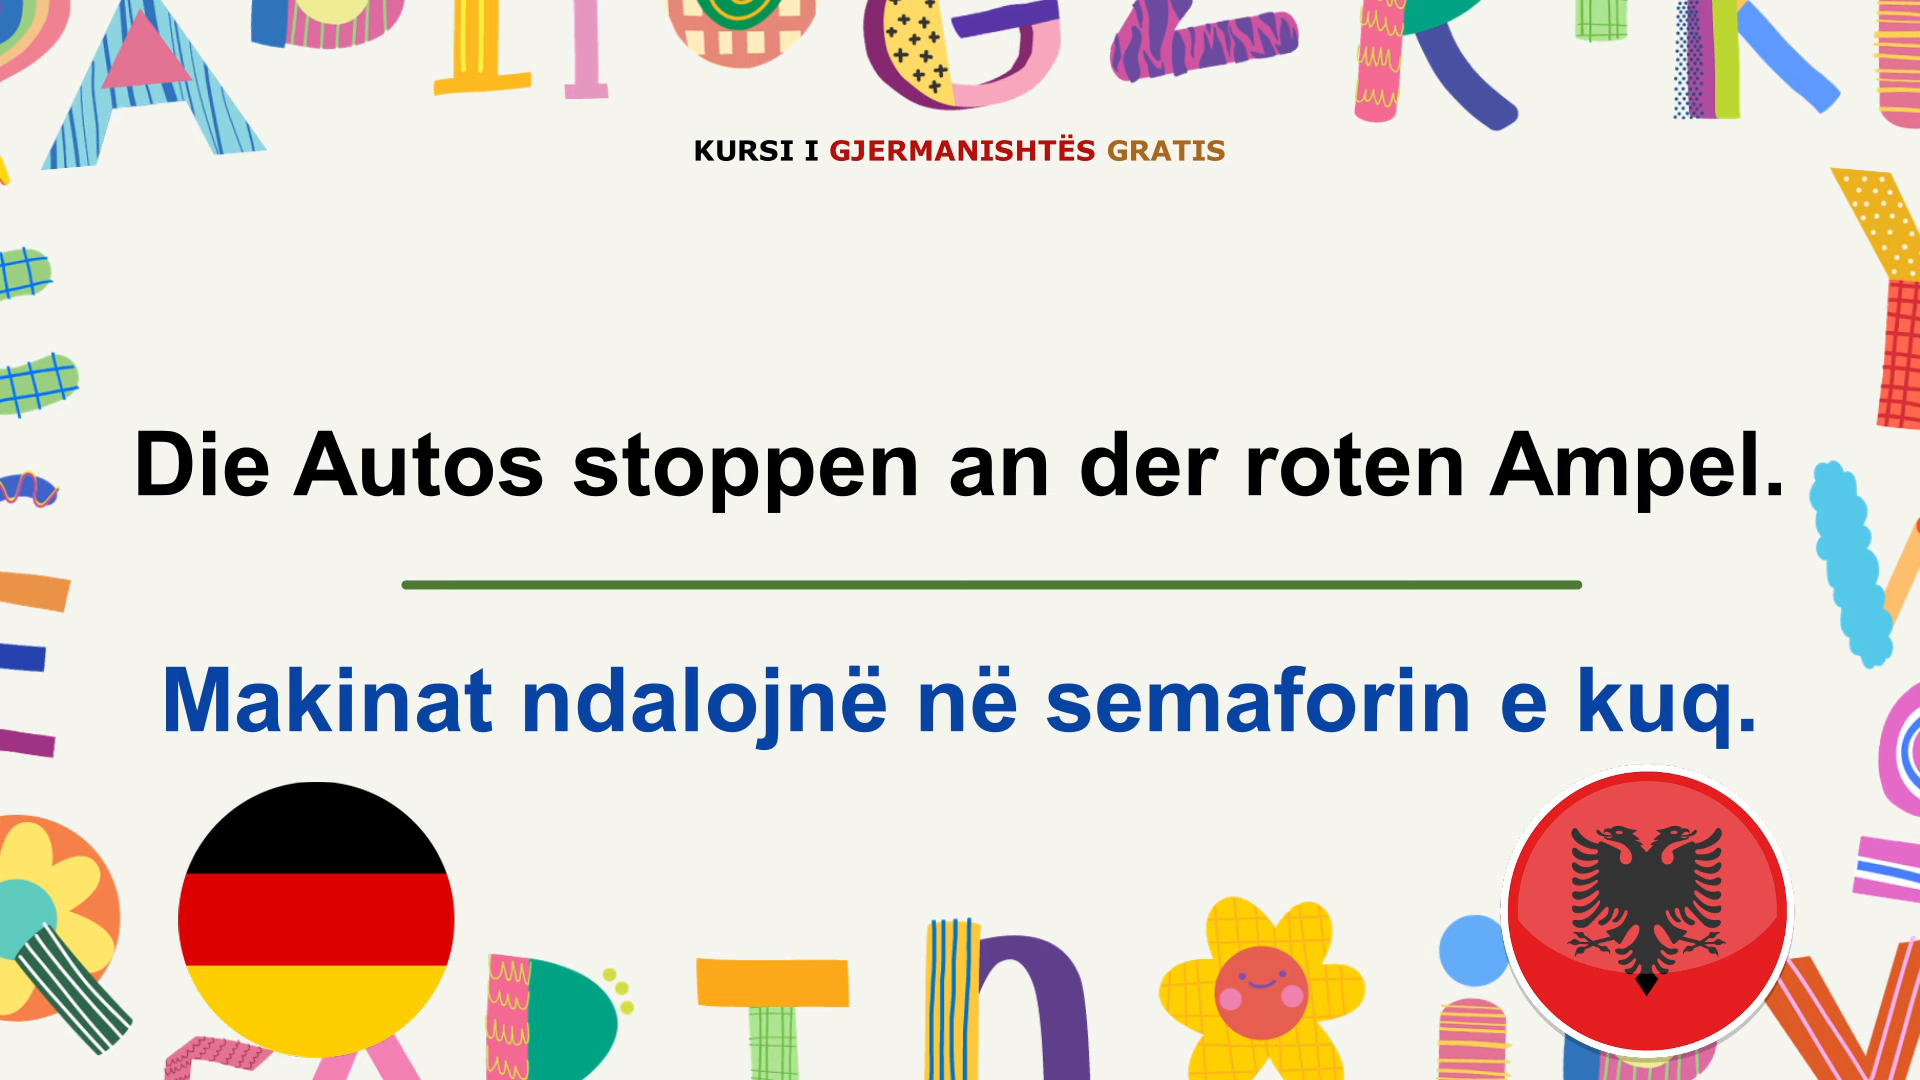 KURSI I GJERMANISHTËS GRATIS
Die Autos stoppen an der roten Ampel.
Makinat ndalojnë në semaforin e kuq.